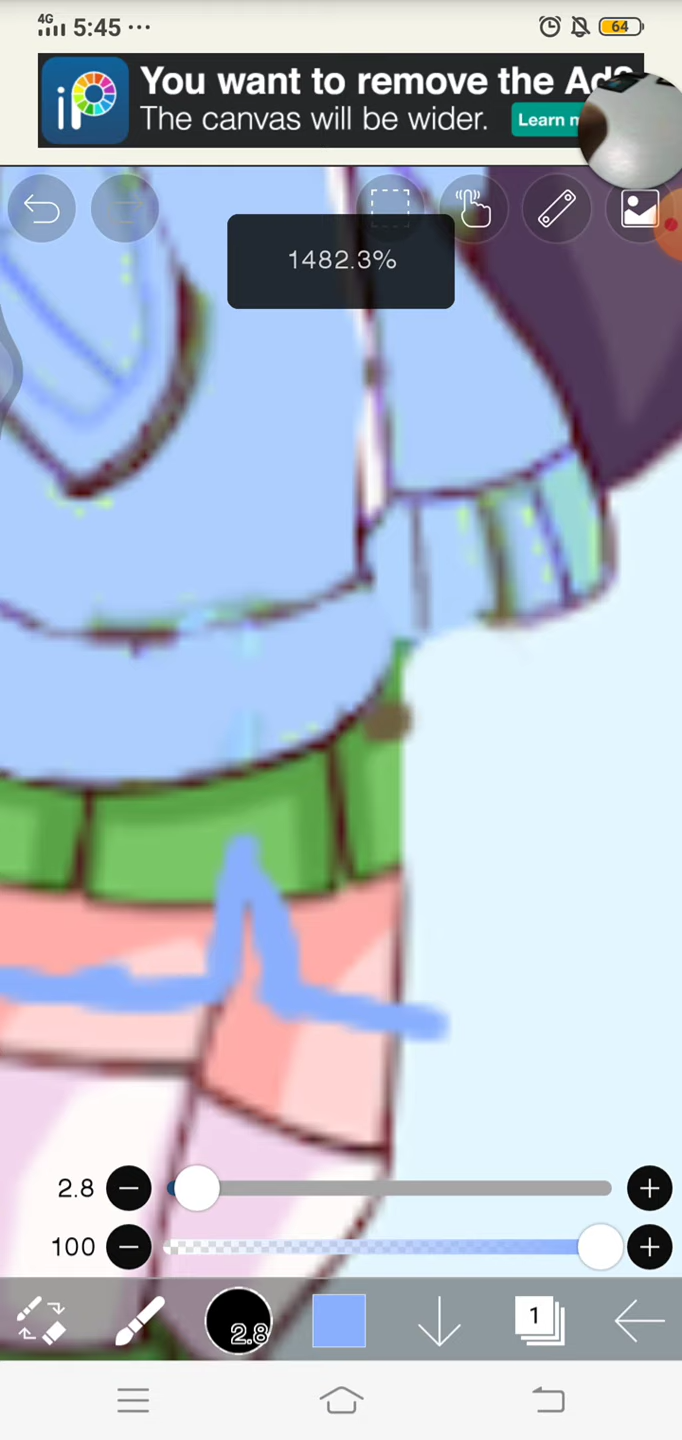 4G 5:45 ··· 64
iP You want to remove the Ad?
The canvas will be wider. Learn
1482.3%
2.8
100
2.8 1